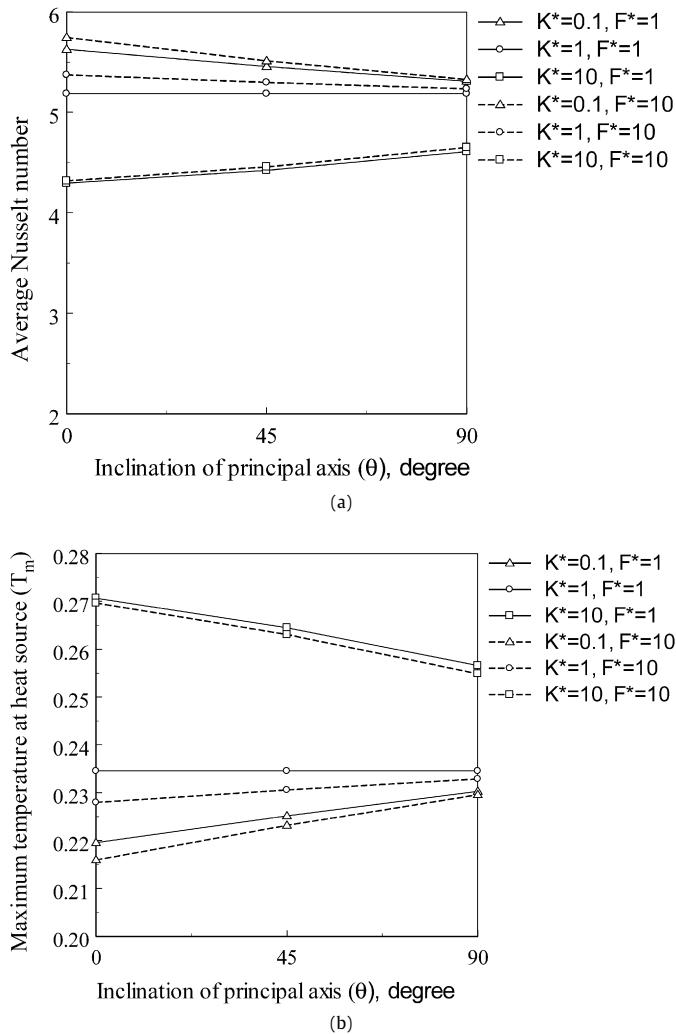 6
5
4
3
2
Average Nusselt number
0
45
90
Inclination of principal axis (θ), degree
K*=0.1, F*=1
K*=1, F*=1
K*=10, F*=1
K*=0.1, F*=10
K*=1, F*=10
K*=10, F*=10
(a)
0.28
0.27
0.26
0.25
0.24
0.23
0.22
0.21
0.20
Maximum temperature at heat source (Tm)
0
45
90
Inclination of principal axis (θ), degree
K*=0.1, F*=1
K*=1, F*=1
K*=10, F*=1
K*=0.1, F*=10
K*=1, F*=10
K*=10, F*=10
(b)